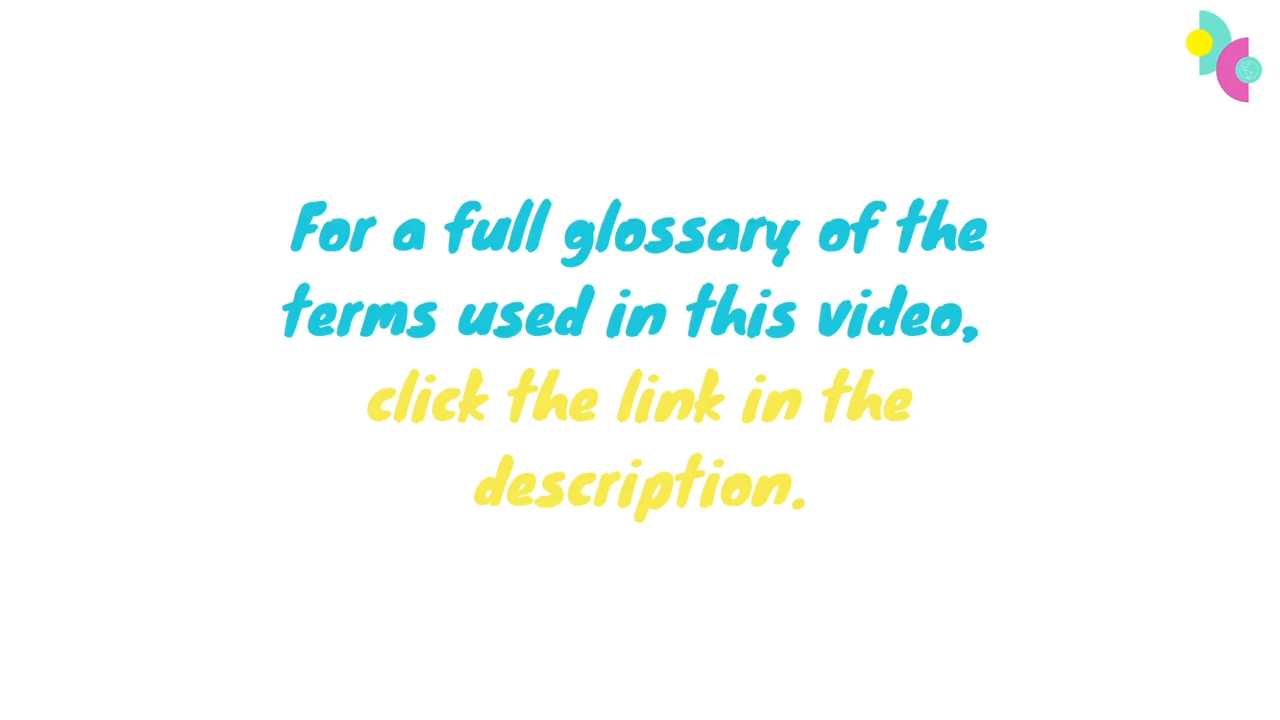 For a full glossary of the
terms used in this video,
click the link in the
description.